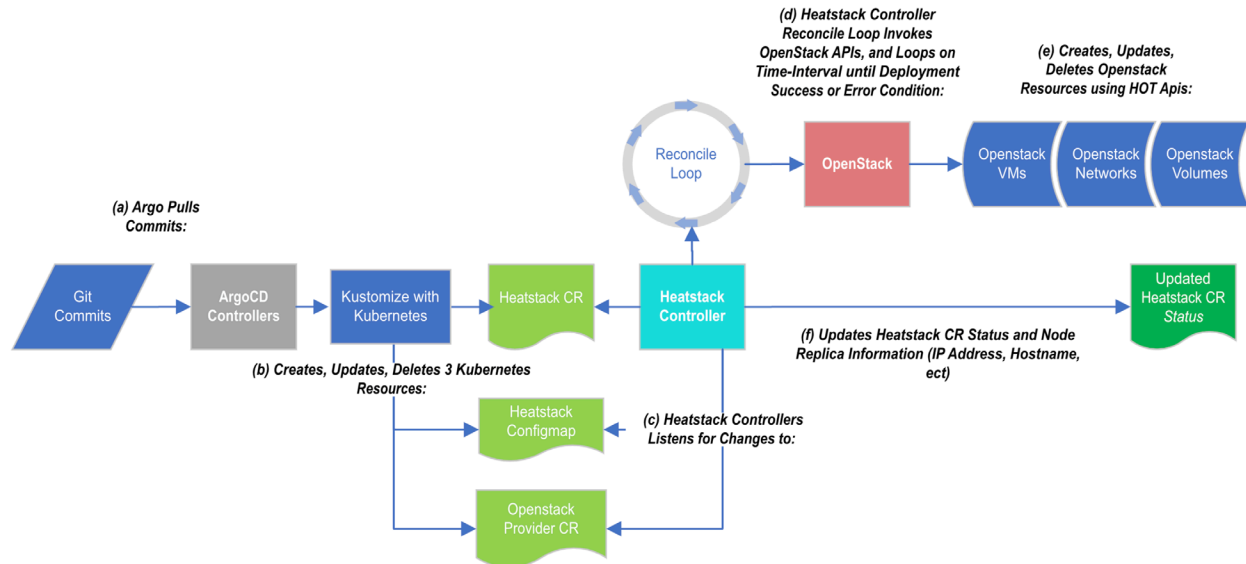 (d) Heatstack Controller
Reconcile Loop Invokes
OpenStack APIs, and Loops on
Time-Interval until Deployment
Success or Error Condition:
(e) Creates, Updates,
Deletes Openstack
Resources using HOT Apis:
Reconcile
Loop
OpenStack
Openstack
VMs
Openstack
Networks
Openstack
Volumes
(a) Argo Pulls
Commits:
Git
Commits
ArgoCD
Controllers
Kustomize with
Kubernetes
Heatstack CR
Heatstack
Controller
Updated
Heatstack CR
Status
(b) Creates, Updates, Deletes 3 Kubernetes
Resources:
(f) Updates Heatstack CR Status and Node
Replica Information (IP Address, Hostname,
ect)
Heatstack
Configmap
(c) Heatstack Controllers
Listens for Changes to:
Openstack
Provider CR